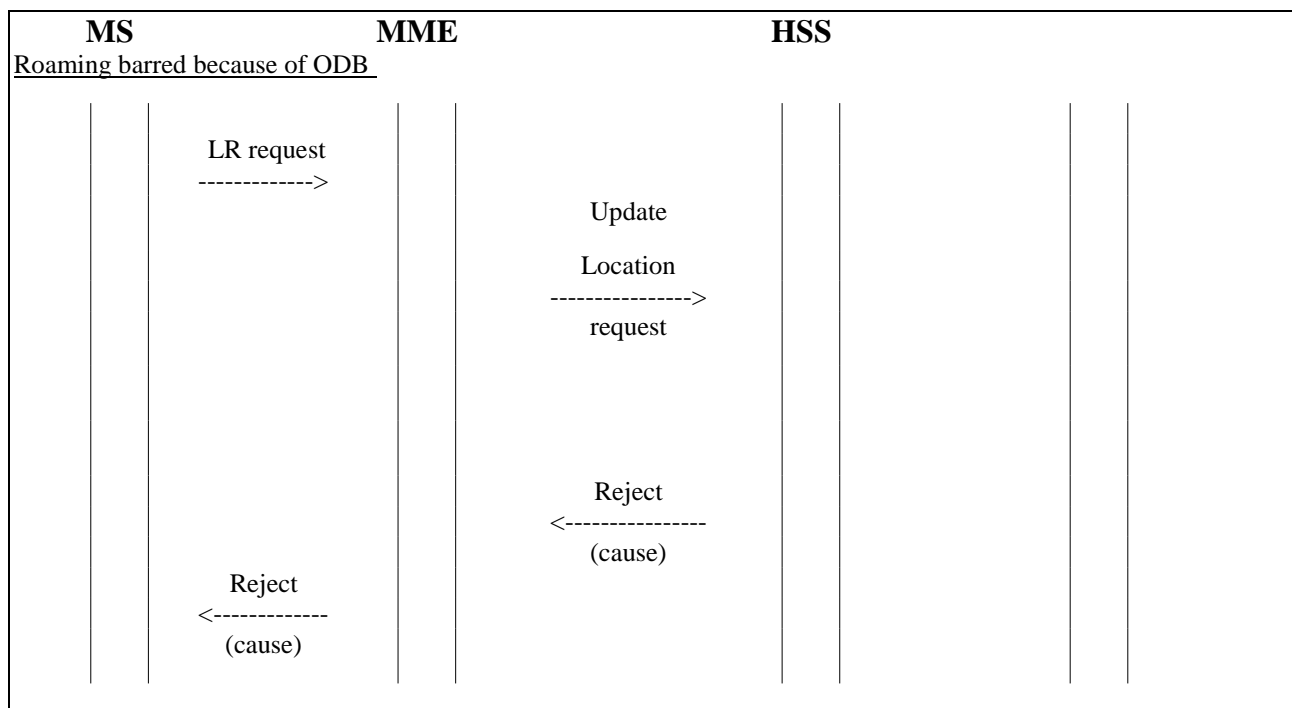 MS MME HSS
Roaming barred because of ODB
LR request
------------->
Update
Location
---------------->
request
Reject
<----------------
(cause)
Reject
<-------------
(cause)